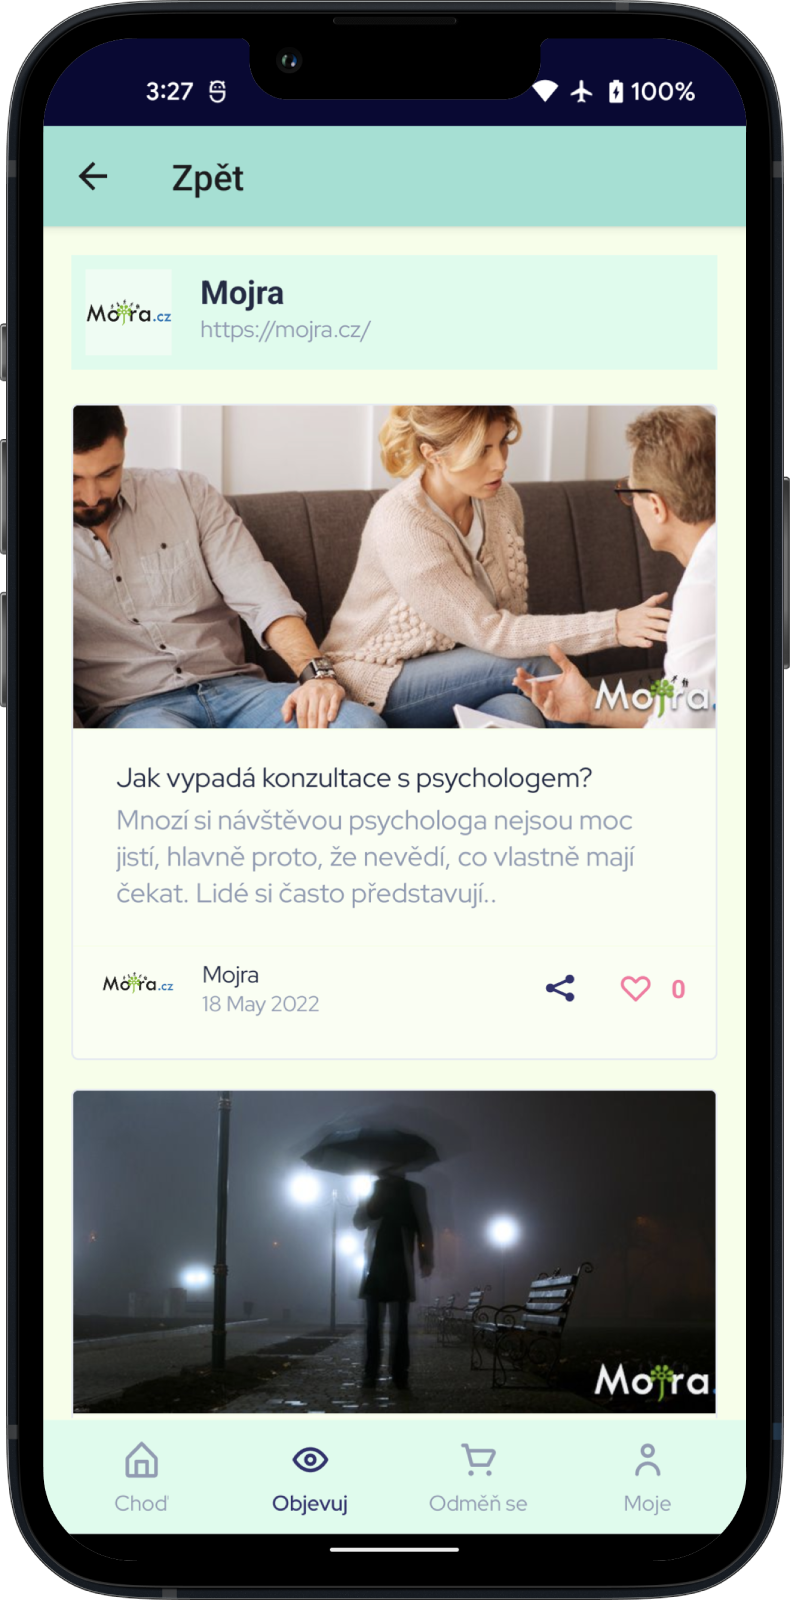 3:27
100%
Zpět
Mojra.cz
Mojra
https://mojra.cz/
Mojra.
Jak vypadá konzultace s psychologem?
Mnozí si návštěvou psychologa nejsou moc
jistí, hlavně proto, že nevědí, co vlastně mají
čekat. Lidé si často představují..
Mojra.cz
Mojra
18 May 2022
0
Mojra.
Choď
Objevuj
Odměň se
Moje